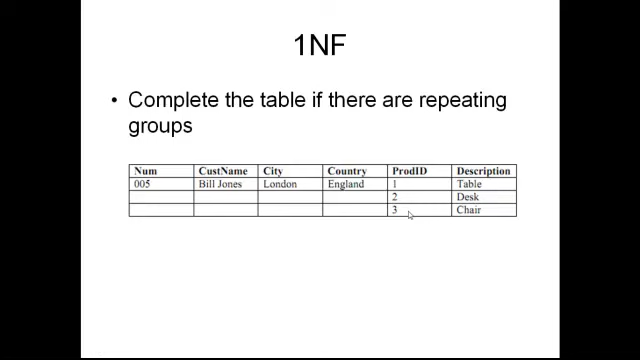 1NF
• Complete the table if there are repeating
groups
Num CustName City Country ProdID Description
005 Bill Jones London England 1 Table
2 Desk
3 Chair